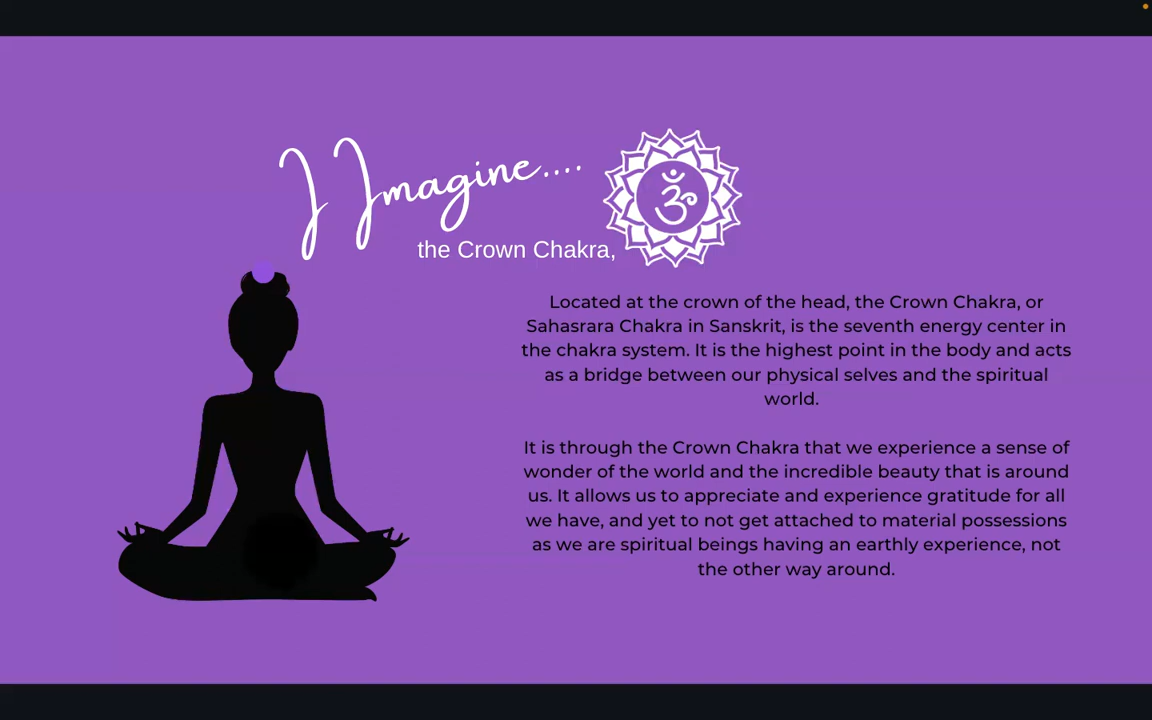 IImagine....
the Crown Chakra,
ॐ
Located at the crown of the head, the Crown Chakra, or
Sahasrara Chakra in Sanskrit, is the seventh energy center in
the chakra system. It is the highest point in the body and acts
as a bridge between our physical selves and the spiritual
world.
It is through the Crown Chakra that we experience a sense of
wonder of the world and the incredible beauty that is around
us. It allows us to appreciate and experience gratitude for all
we have, and yet to not get attached to material possessions
as we are spiritual beings having an earthly experience, not
the other way around.